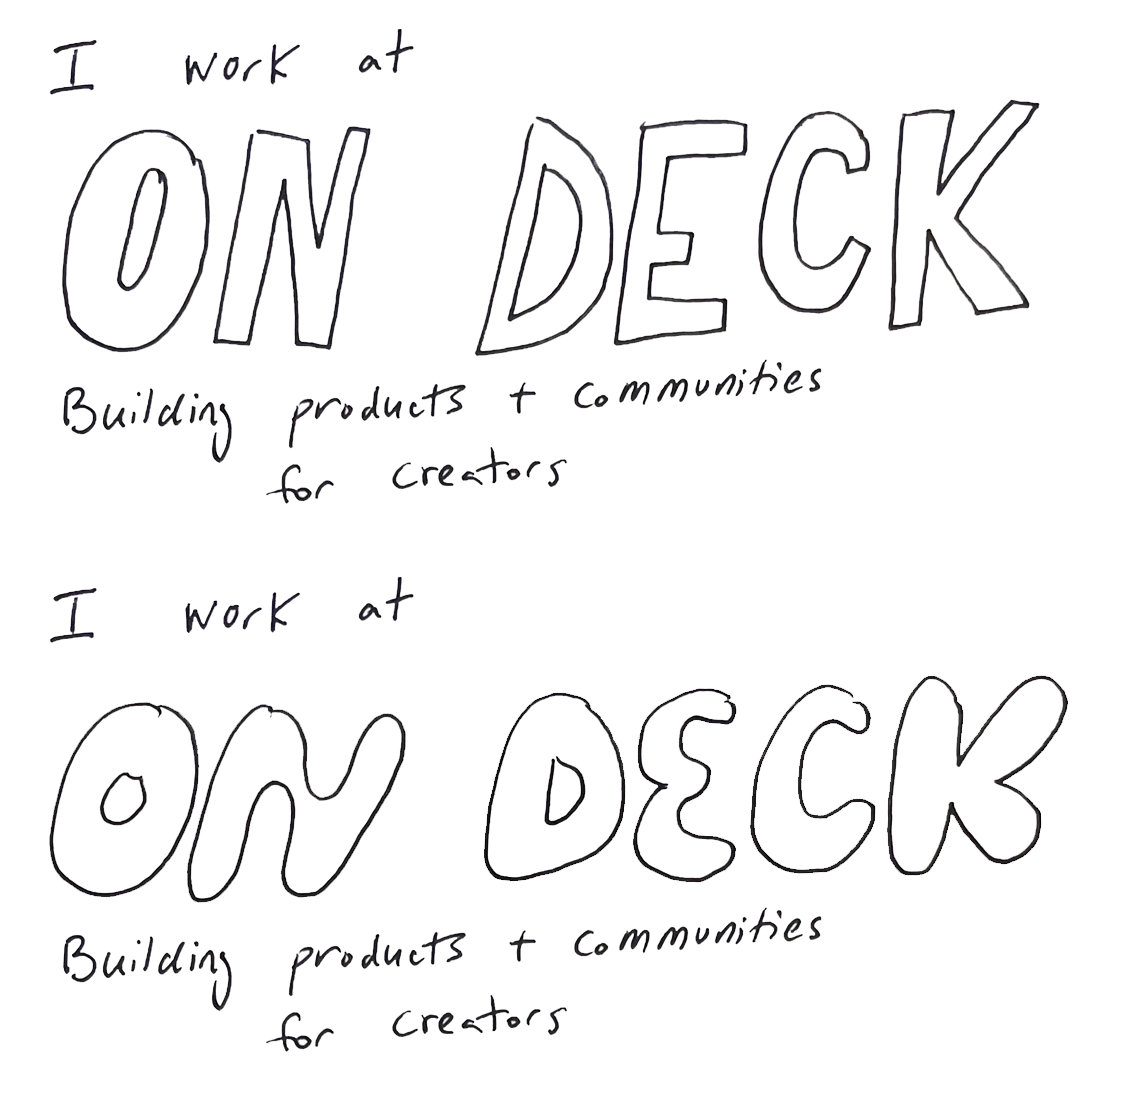 I work at
ON DECK
Building products + communities
for creators
I work at
ON DECK
Building products + communities
for creators